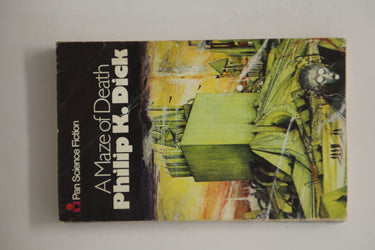 Pan Science Fiction
A Maze of Death
Philip K. Dick